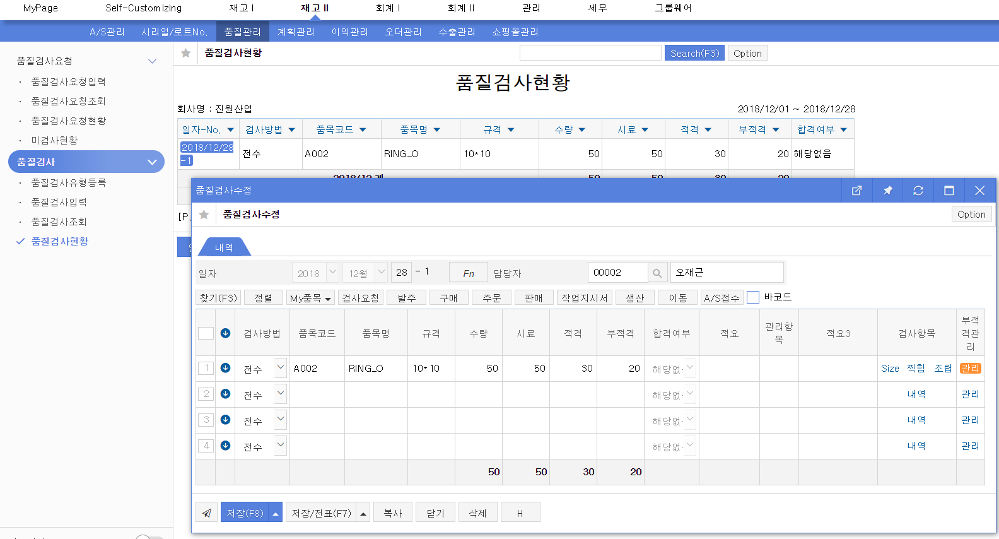 MyPage Self-Customizing 재고 I 재고 II 회계 I 회계 II 관리 세무 그룹웨어
A/S관리 시리얼/로트No. 품질관리 계획관리 이익관리 오더관리 수출관리 쇼핑몰관리
품질검사요청
· 품질검사요청입력
· 품질검사요청조회
· 품질검사요청현황
· 미검사현황
품질검사
· 품질검사유형등록
· 품질검사입력
· 품질검사조회
품질검사현황
품질검사현황 Search(F3) Option
품질검사현황
회사명 : 진원산업 2018/12/01 ~ 2018/12/28
일자-No. 검사방법 품목코드 품목명 규격 수량 시료 적격 부적격 합격여부
2018/12/28
-1 전수 A002 RING_O 10*10 50 50 30 20 해당없음
2018/12 계 50 50 30 20
[P.
품질검사수정
품질검사수정 Option
내역
일자 2018 12월 28 - 1 Fn 담당자 00002 오재근
찾기(F3) 정렬 My품목 검사요청 발주 구매 주문 판매 작업지시서 생산 이동 A/S접수 바코드
검사방법 품목코드 품목명 규격 수량 시료 적격 부적격 합격여부 적요 관리항목 적요3 검사항목 부적격관리
1 전수 A002 RING_O 10*10 50 50 30 20 해당없· Size 찍힘 조립 관리
2 전수 해당없· 내역 관리
3 전수 해당없· 내역 관리
4 전수 해당없· 내역 관리
50 50 30 20
저장(F8) 저장/전표(F7) 복사 닫기 삭제 H